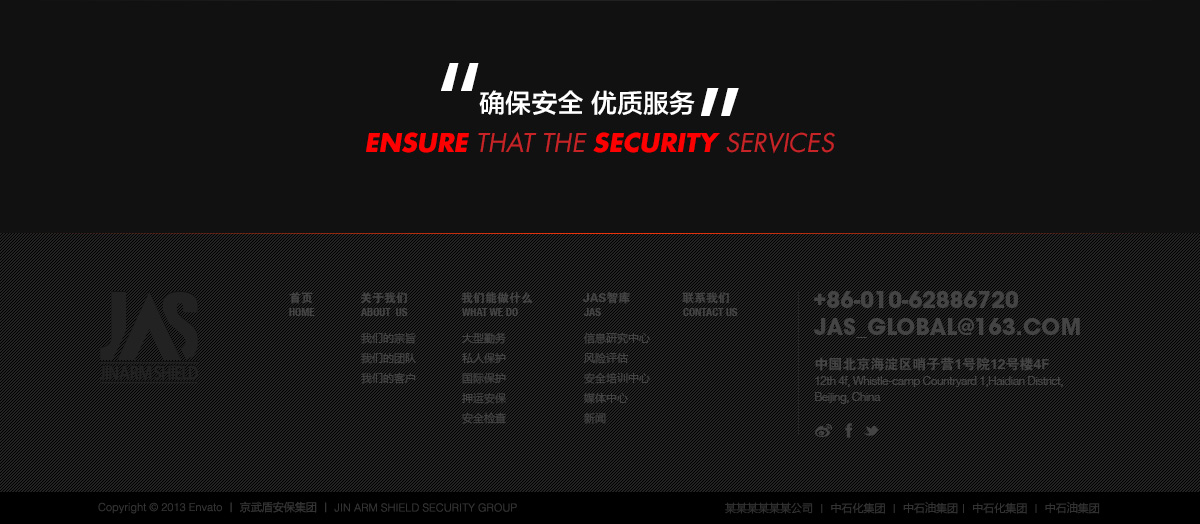 确保安全 优质服务
ENSURE THAT THE SECURITY SERVICES
JAS
JIN ARM SHIELD
首页
HOME
关于我们
ABOUT US
我们的宗旨
我们的团队
我们的客户
我们能做什么
WHAT WE DO
大型勤务
私人保护
国际保护
押运安保
安全检查
JAS智库
JAS
信息研究中心
风险评估
安全培训中心
媒体中心
新闻
联系我们
CONTACT US
+86-010-62886720
JAS_GLOBAL@163.COM
中国北京海淀区哨子营1号院12号楼4F
12th 4f, Whistle-camp Countryard 1,Haidian District,
Beijing, China
Copyright © 2013 Envato | 京武盾安保集团 | JIN ARM SHIELD SECURITY GROUP
某某某某某某公司 | 中石化集团 | 中石油集团 | 中石化集团 | 中石油集团